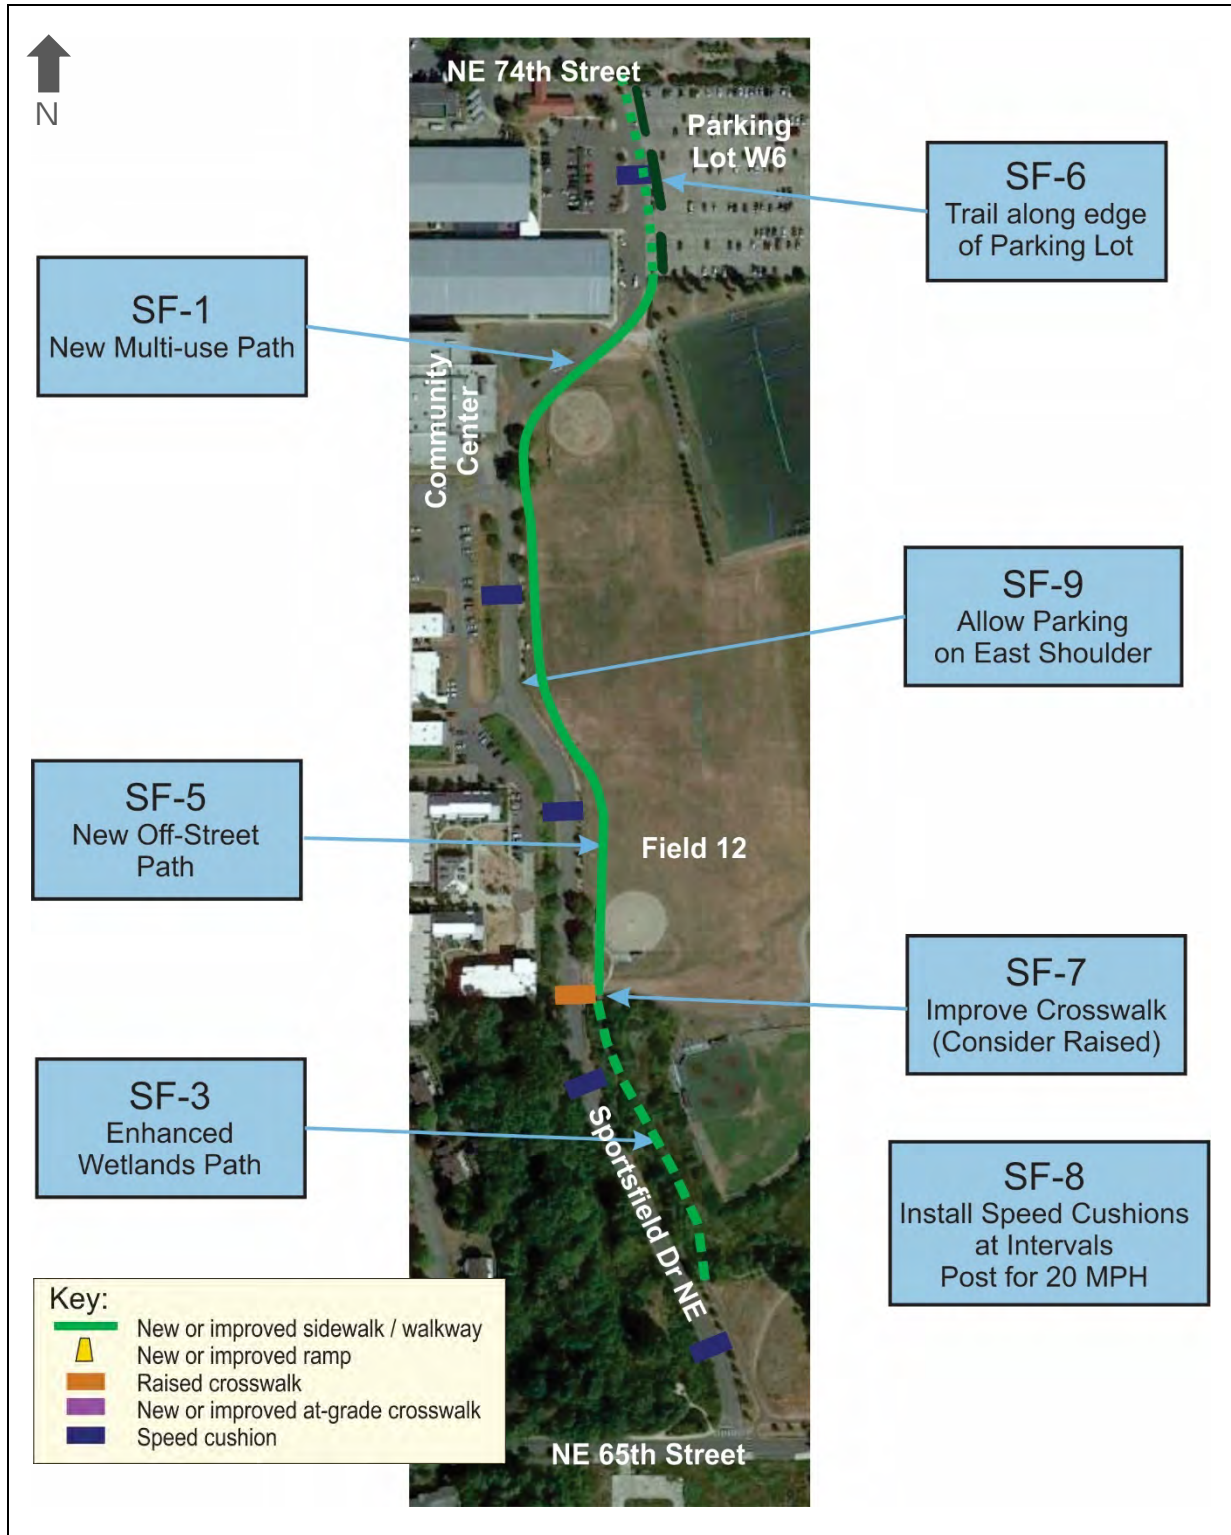 N
NE 74th Street
Parking
Lot W6
SF-6
Trail along edge
of Parking Lot
SF-1
New Multi-use Path
Community
Center
SF-9
Allow Parking
on East Shoulder
SF-5
New Off-Street
Path
Field 12
SF-7
Improve Crosswalk
(Consider Raised)
SF-3
Enhanced
Wetlands Path
Sportsfield Dr NE
SF-8
Install Speed Cushions
at Intervals
Post for 20 MPH
Key:
New or improved sidewalk / walkway
New or improved ramp
Raised crosswalk
New or improved at-grade crosswalk
Speed cushion
NE 65th Street